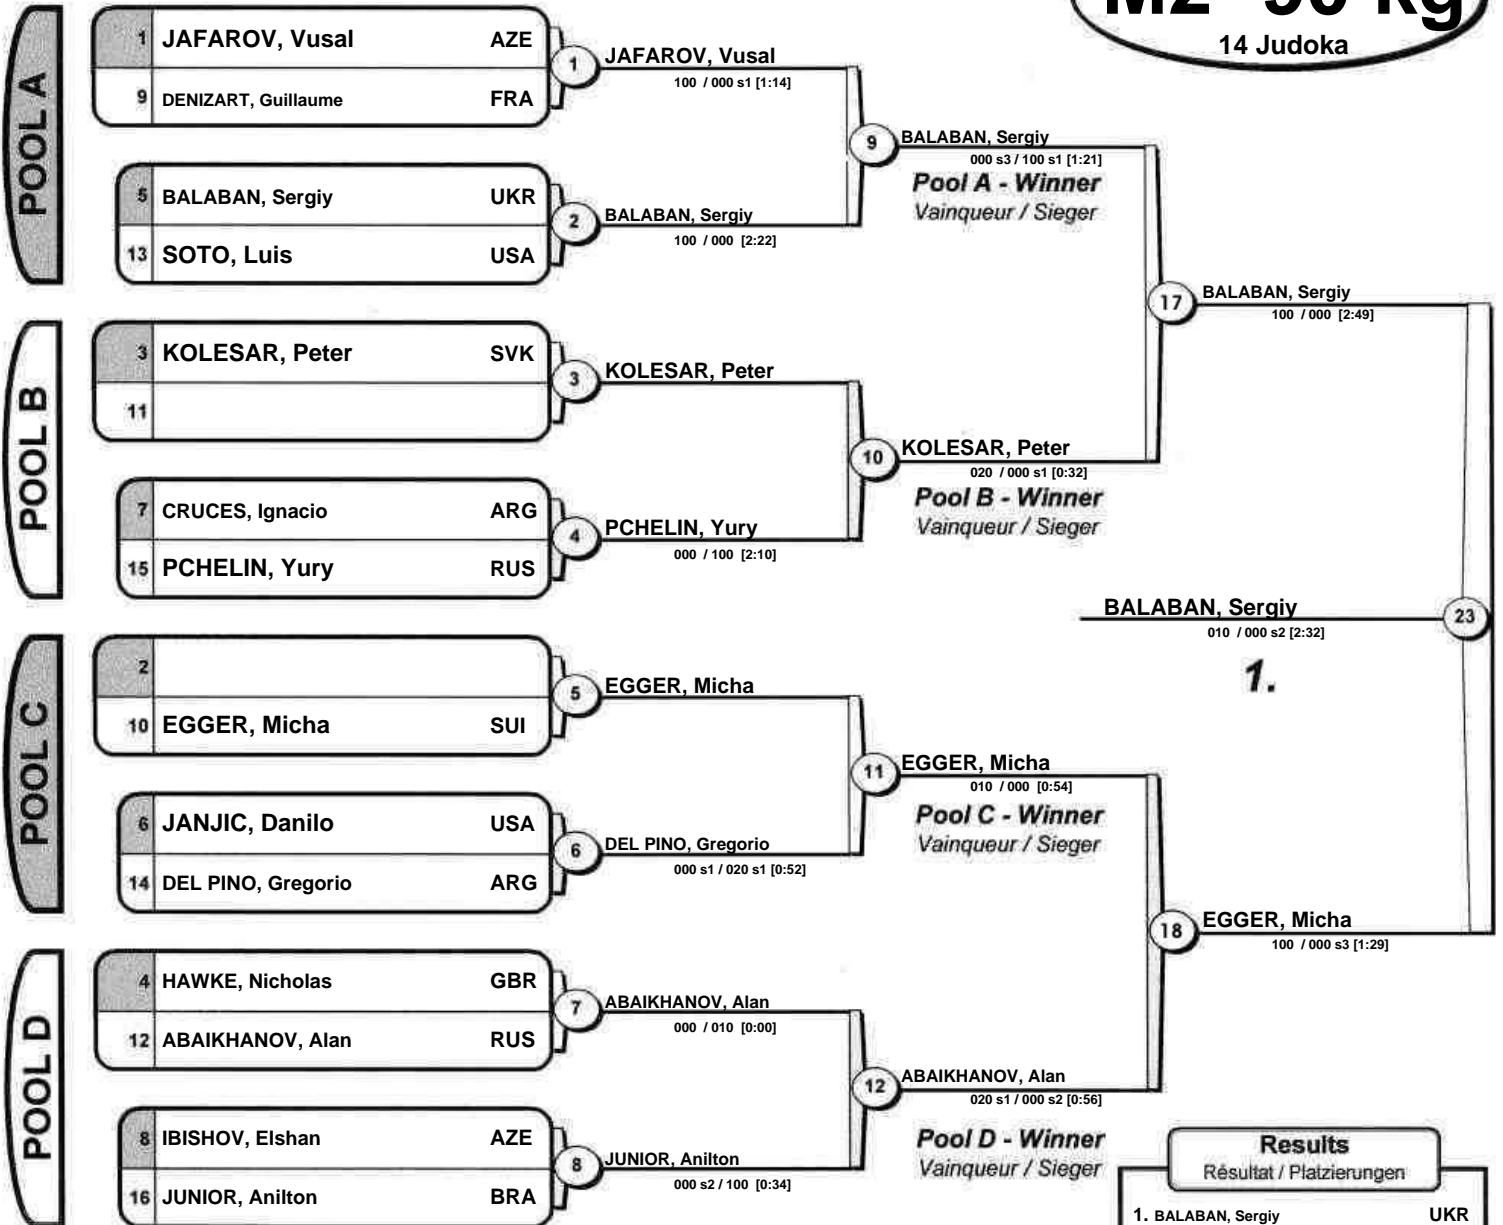 M2 -90 kg
14 Judoka
POOL A
1 JAFAROV, Vusal AZE
9 DENIZART, Guillaume FRA
1
JAFAROV, Vusal
100 / 000 s1 [1:14]
5 BALABAN, Sergiy UKR
13 SOTO, Luis USA
2
BALABAN, Sergiy
100 / 000 [2:22]
9
BALABAN, Sergiy
000 s3 / 100 s1 [1:21]
Pool A - Winner
Vainqueur / Sieger
POOL B
3 KOLESAR, Peter SVK
11
3
KOLESAR, Peter
7 CRUCES, Ignacio ARG
15 PCHELIN, Yury RUS
4
PCHELIN, Yury
000 / 100 [2:10]
10
KOLESAR, Peter
020 / 000 s1 [0:32]
Pool B - Winner
Vainqueur / Sieger
17
BALABAN, Sergiy
100 / 000 [2:49]
BALABAN, Sergiy
010 / 000 s2 [2:32]
23
1.
POOL C
2
10 EGGER, Micha SUI
5
EGGER, Micha
6 JANJIC, Danilo USA
14 DEL PINO, Gregorio ARG
6
DEL PINO, Gregorio
000 s1 / 020 s1 [0:52]
11
EGGER, Micha
010 / 000 [0:54]
Pool C - Winner
Vainqueur / Sieger
18
EGGER, Micha
100 / 000 s3 [1:29]
POOL D
4 HAWKE, Nicholas GBR
12 ABAIKHANOV, Alan RUS
7
ABAIKHANOV, Alan
000 / 010 [0:00]
8 IBISHOV, Elshan AZE
16 JUNIOR, Anilton BRA
8
JUNIOR, Anilton
000 s2 / 100 [0:34]
12
ABAIKHANOV, Alan
020 s1 / 000 s2 [0:56]
Pool D - Winner
Vainqueur / Sieger
Results
Résultat / Platzierungen
1. BALABAN, Sergiy UKR